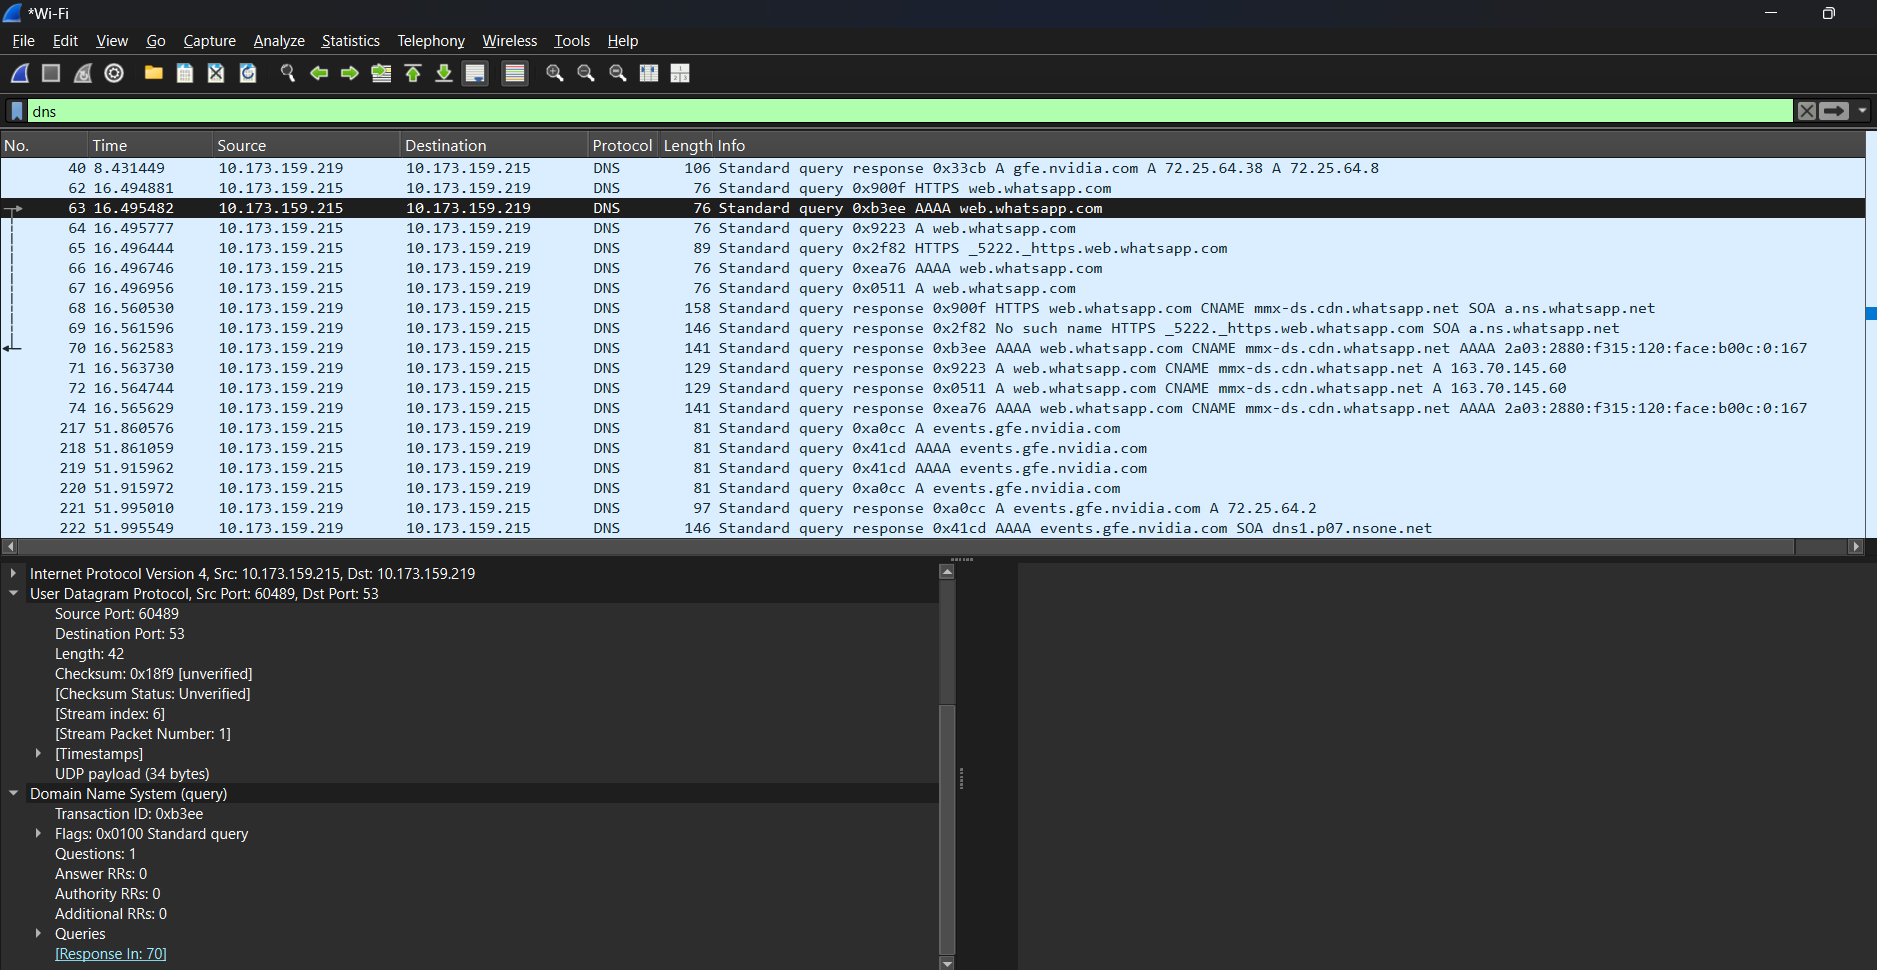 *Wi-Fi
File Edit View Go Capture Analyze Statistics Telephony Wireless Tools Help
dns
No. Time Source Destination Protocol Length Info
40 8.431449 10.173.159.219 10.173.159.215 DNS 106 Standard query response 0x33cb A gfe.nvidia.com A 72.25.64.38 A 72.25.64.8
62 16.494881 10.173.159.215 10.173.159.219 DNS 76 Standard query 0x900f HTTPS web.whatsapp.com
63 16.495482 10.173.159.215 10.173.159.219 DNS 76 Standard query 0xb3ee AAAA web.whatsapp.com
64 16.495777 10.173.159.215 10.173.159.219 DNS 76 Standard query 0x9223 A web.whatsapp.com
65 16.496444 10.173.159.215 10.173.159.219 DNS 89 Standard query 0x2f82 HTTPS _5222._https.web.whatsapp.com
66 16.496746 10.173.159.215 10.173.159.219 DNS 76 Standard query 0xea76 AAAA web.whatsapp.com
67 16.496956 10.173.159.215 10.173.159.219 DNS 76 Standard query 0x0511 A web.whatsapp.com
68 16.560530 10.173.159.219 10.173.159.215 DNS 158 Standard query response 0x900f HTTPS web.whatsapp.com CNAME mmx-ds.cdn.whatsapp.net SOA a.ns.whatsapp.net
69 16.561596 10.173.159.219 10.173.159.215 DNS 146 Standard query response 0x2f82 No such name HTTPS _5222._https.web.whatsapp.com SOA a.ns.whatsapp.net
70 16.562583 10.173.159.219 10.173.159.215 DNS 141 Standard query response 0xb3ee AAAA web.whatsapp.com CNAME mmx-ds.cdn.whatsapp.net AAAA 2a03:2880:f315:120:face:b00c:0:167
71 16.563730 10.173.159.219 10.173.159.215 DNS 129 Standard query response 0x9223 A web.whatsapp.com CNAME mmx-ds.cdn.whatsapp.net A 163.70.145.60
72 16.564744 10.173.159.219 10.173.159.215 DNS 129 Standard query response 0x0511 A web.whatsapp.com CNAME mmx-ds.cdn.whatsapp.net A 163.70.145.60
74 16.565629 10.173.159.219 10.173.159.215 DNS 141 Standard query response 0xea76 AAAA web.whatsapp.com CNAME mmx-ds.cdn.whatsapp.net AAAA 2a03:2880:f315:120:face:b00c:0:167
217 51.860576 10.173.159.215 10.173.159.219 DNS 81 Standard query 0xa0cc A events.gfe.nvidia.com
218 51.861059 10.173.159.215 10.173.159.219 DNS 81 Standard query 0x41cd AAAA events.gfe.nvidia.com
219 51.915962 10.173.159.215 10.173.159.219 DNS 81 Standard query 0x41cd AAAA events.gfe.nvidia.com
220 51.915972 10.173.159.215 10.173.159.219 DNS 81 Standard query 0xa0cc A events.gfe.nvidia.com
221 51.995010 10.173.159.219 10.173.159.215 DNS 97 Standard query response 0xa0cc A events.gfe.nvidia.com A 72.25.64.2
222 51.995549 10.173.159.219 10.173.159.215 DNS 146 Standard query response 0x41cd AAAA events.gfe.nvidia.com SOA dns1.p07.nsone.net
Internet Protocol Version 4, Src: 10.173.159.215, Dst: 10.173.159.219
User Datagram Protocol, Src Port: 60489, Dst Port: 53
Source Port: 60489
Destination Port: 53
Length: 42
Checksum: 0x18f9 [unverified]
[Checksum Status: Unverified]
[Stream index: 6]
[Stream Packet Number: 1]
[Timestamps]
UDP payload (34 bytes)
Domain Name System (query)
Transaction ID: 0xb3ee
Flags: 0x0100 Standard query
Questions: 1
Answer RRs: 0
Authority RRs: 0
Additional RRs: 0
Queries
[Response In: 70]